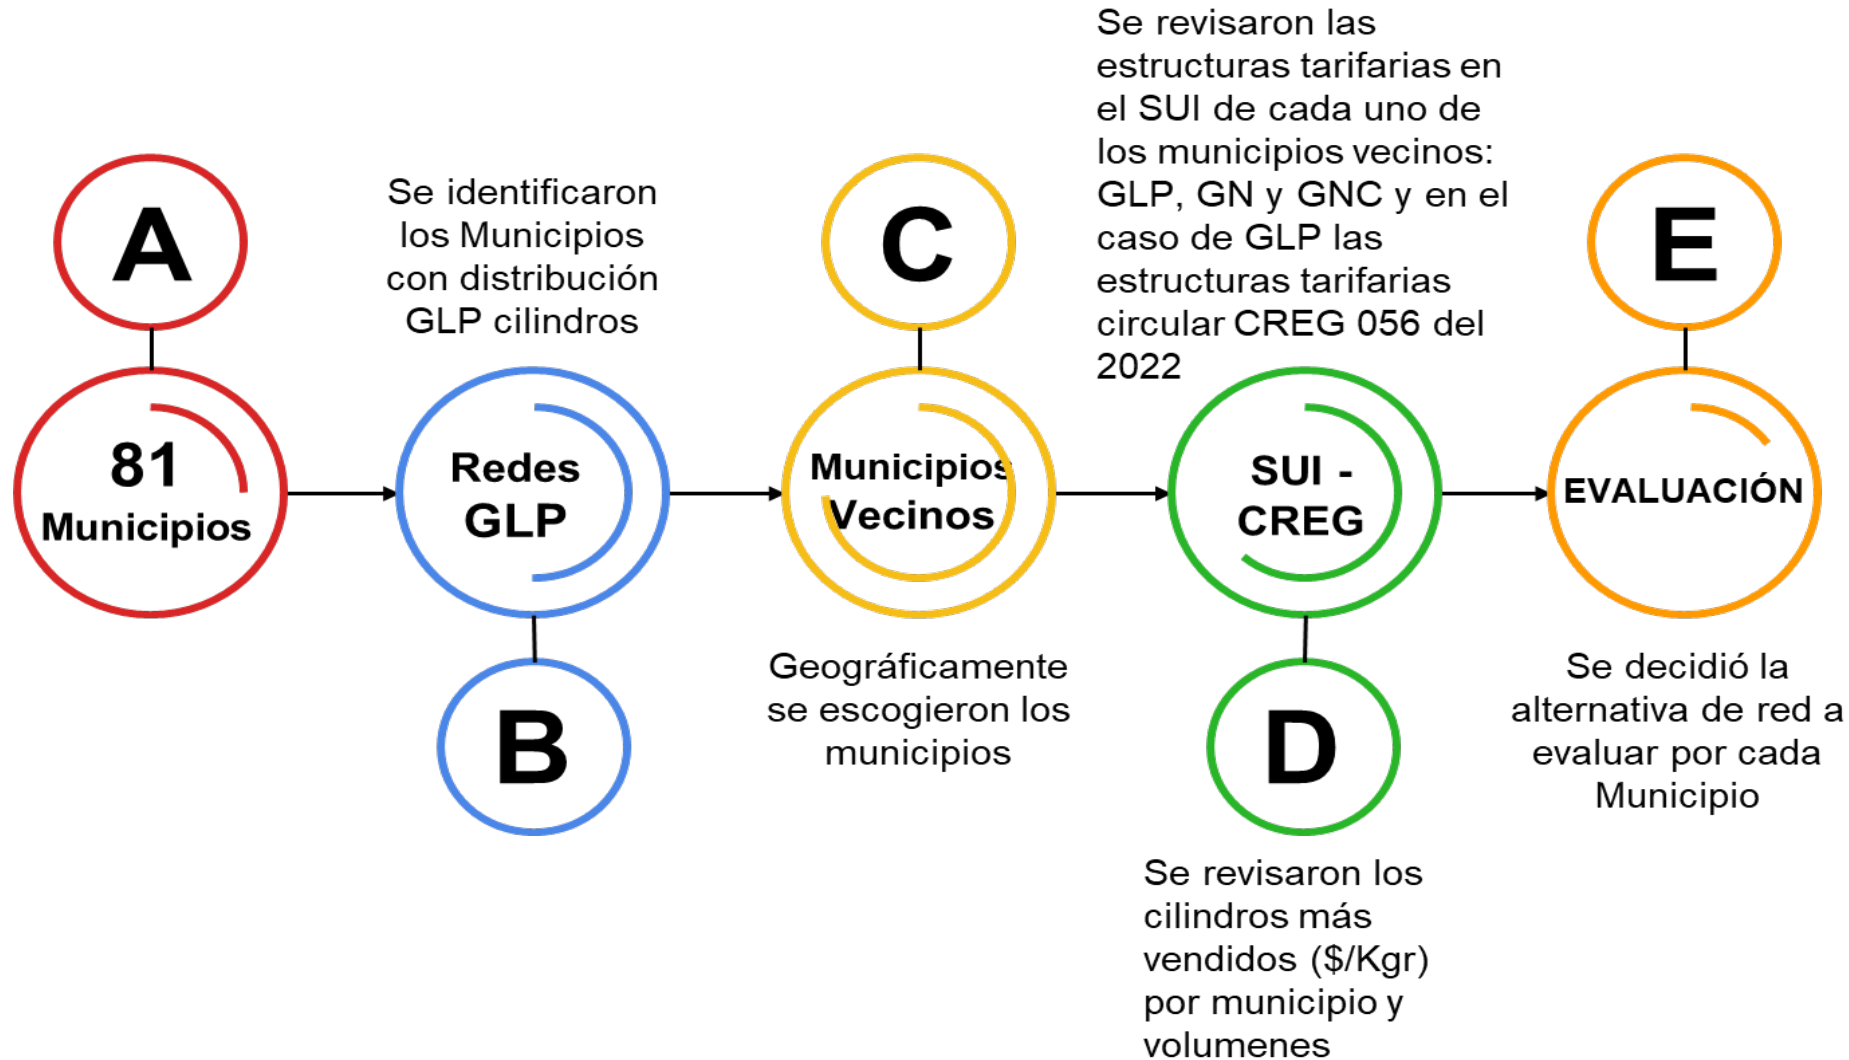 A
81
Municipios
Se identificaron
los Municipios
con distribución
GLP cilindros
Redes
GLP
B
C
Municipios
Vecinos
Geográficamente
se escogieron los
municipios
Se revisaron las
estructuras tarifarias en
el SUI de cada uno de
los municipios vecinos:
GLP, GN y GNC y en el
caso de GLP las
estructuras tarifarias
circular CREG 056 del
2022
SUI -
CREG
D
Se revisaron los
cilindros más
vendidos ($/Kgr)
por municipio y
volumenes
E
EVALUACIÓN
Se decidió la
alternativa de red a
evaluar por cada
Municipio